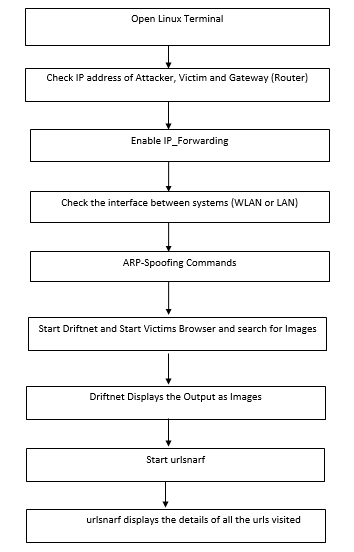 Open Linux Terminal
Check IP address of Attacker, Victim and Gateway (Router)
Enable IP_Forwarding
Check the interface between systems (WLAN or LAN)
ARP-Spoofing Commands
Start Driftnet and Start Victims Browser and search for Images
Driftnet Displays the Output as Images
Start urlsnarf
urlsnarf displays the details of all the urls visited